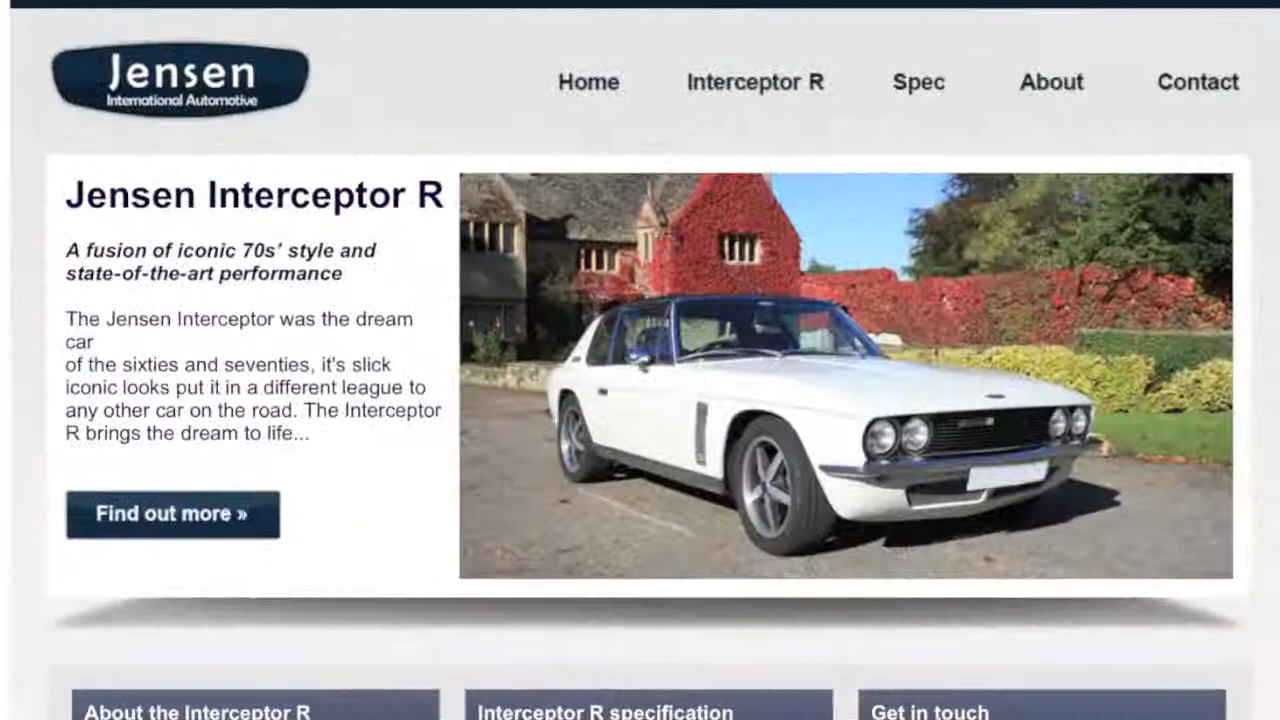 Jensen
International Automotive
Home
Interceptor R
Spec
About
Contact
Jensen Interceptor R
A fusion of iconic 70s' style and
state-of-the-art performance
The Jensen Interceptor was the dream
car
of the sixties and seventies, it's slick
iconic looks put it in a different league to
any other car on the road. The Interceptor
R brings the dream to life...
Find out more »
About the Interceptor R
Interceptor R specification
Get in touch